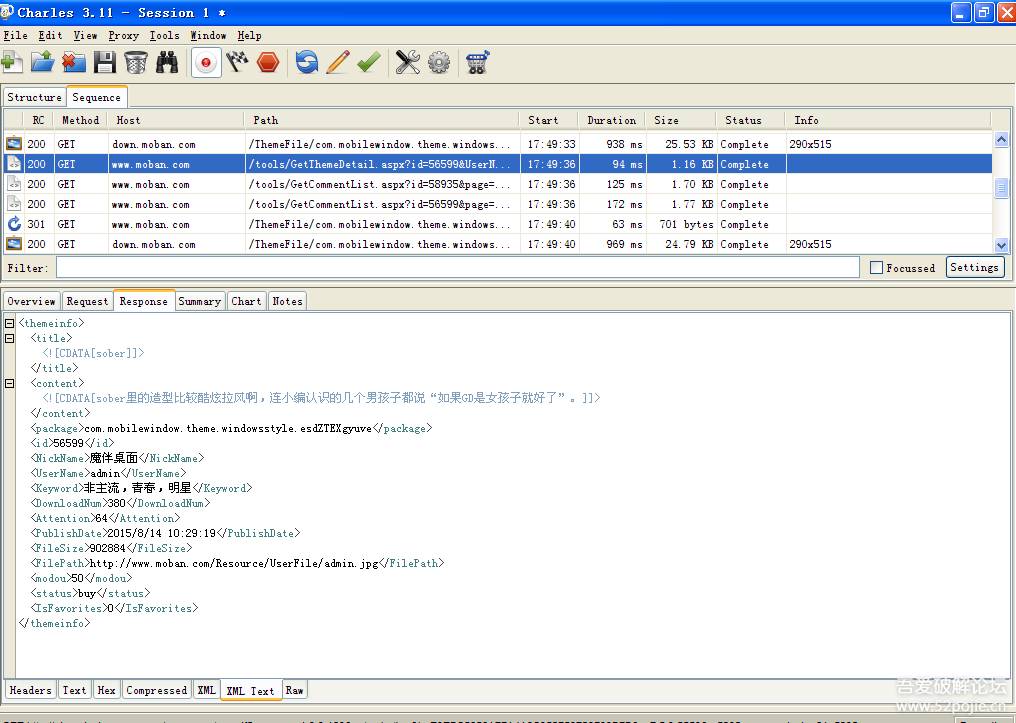 Charles 3.11 - Session 1 *
File Edit View Proxy Tools Window Help
Structure Sequence
RC Method Host Path Start Duration Size Status Info
200 GET down.moban.com /ThemeFile/com.mobilewindow.theme.windows... 17:49:33 938 ms 25.53 KB Complete 290x515
200 GET www.moban.com /tools/GetThemeDetail.aspx?id=56599&UserN... 17:49:36 94 ms 1.16 KB Complete
200 GET www.moban.com /tools/GetCommentList.aspx?id=58935&page=... 17:49:36 125 ms 1.70 KB Complete
200 GET www.moban.com /tools/GetCommentList.aspx?id=56599&page=... 17:49:36 172 ms 1.77 KB Complete
301 GET www.moban.com /ThemeFile/com.mobilewindow.theme.windows... 17:49:40 63 ms 701 bytes Complete
200 GET down.moban.com /ThemeFile/com.mobilewindow.theme.windows... 17:49:40 969 ms 24.79 KB Complete 290x515
Filter: Focussed Settings
Overview Request Response Summary Chart Notes
<themeinfo>
<title>
<![CDATA[sober]]>
</title>
<content>
<![CDATA[sober里的造型比较酷炫拉风啊，连小编认识的几个男孩子都说“如果GD是女孩子就好了”。]]>
</content>
<package>com.mobilewindow.theme.windowsstyle.esdZTEXgyuve</package>
<id>56599</id>
<NickName>魔伴桌面</NickName>
<UserName>admin</UserName>
<Keyword>非主流，青春，明星</Keyword>
<DownloadNum>380</DownloadNum>
<Attention>64</Attention>
<PublishDate>2015/8/14 10:29:19</PublishDate>
<FileSize>902884</FileSize>
<FilePath>http://www.moban.com/Resource/UserFile/admin.jpg</FilePath>
<modou>50</modou>
<status>buy</status>
<IsFavorites>0</IsFavorites>
</themeinfo>
Headers Text Hex Compressed XML XML Text Raw
吾爱破解论坛
www.52pojie.cn